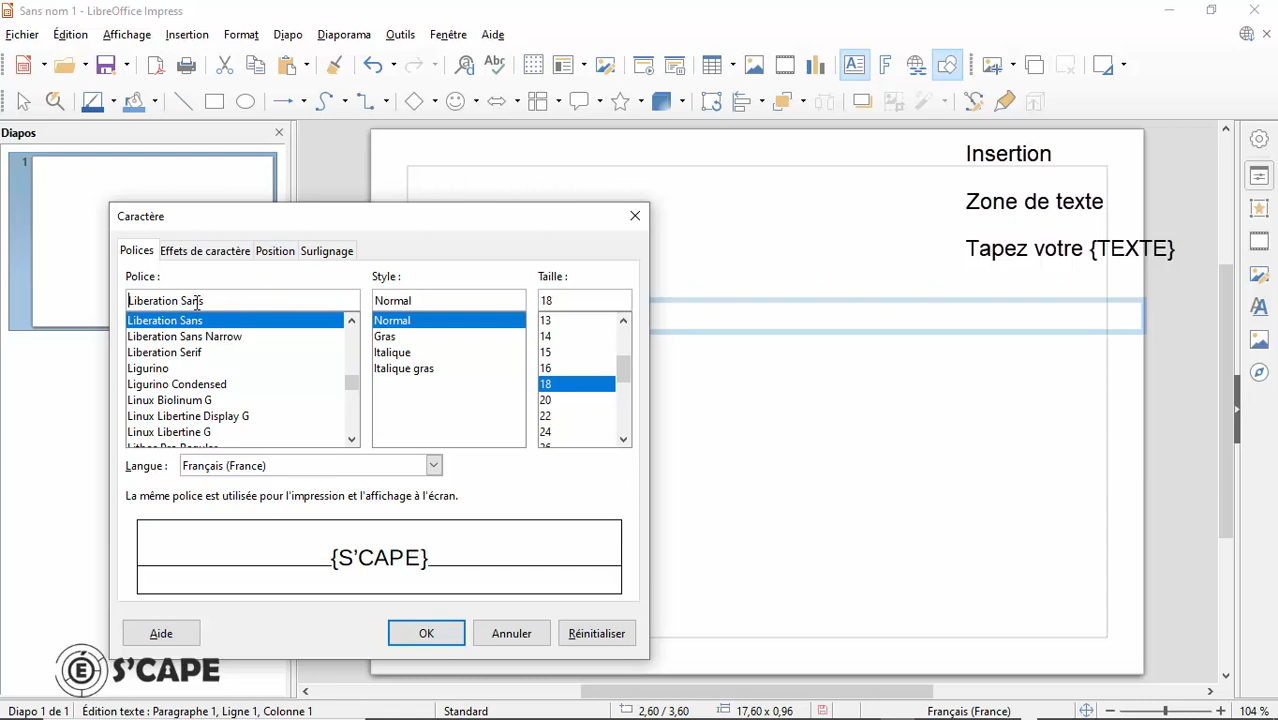 Sans nom 1 - LibreOffice Impress
Fichier Édition Affichage Insertion Format Diapo Diaporama Outils Fenêtre Aide
Diapos
1
Insertion
Zone de texte
Tapez votre {TEXTE}
Caractère
Polices Effets de caractère Position Surlignage
Police : Style : Taille :
Liberation Sans Normal 18
Liberation Sans Normal 13
Liberation Sans Narrow Gras 14
Liberation Serif Italique 15
Ligurino Italique gras 16
Ligurino Condensed 18
Linux Biolinum G 20
Linux Libertine Display G 22
Linux Libertine G 24
Lithos Pro Regular 26
Langue : Français (France)
La même police est utilisée pour l'impression et l'affichage à l'écran.
{S’CAPE}
Aide OK Annuler Réinitialiser
É S'CAPE
Diapo 1 de 1 Édition texte : Paragraphe 1, Ligne 1, Colonne 1 Standard 2,60 / 3,60 17,60 x 0,96 Français (France) 104 %